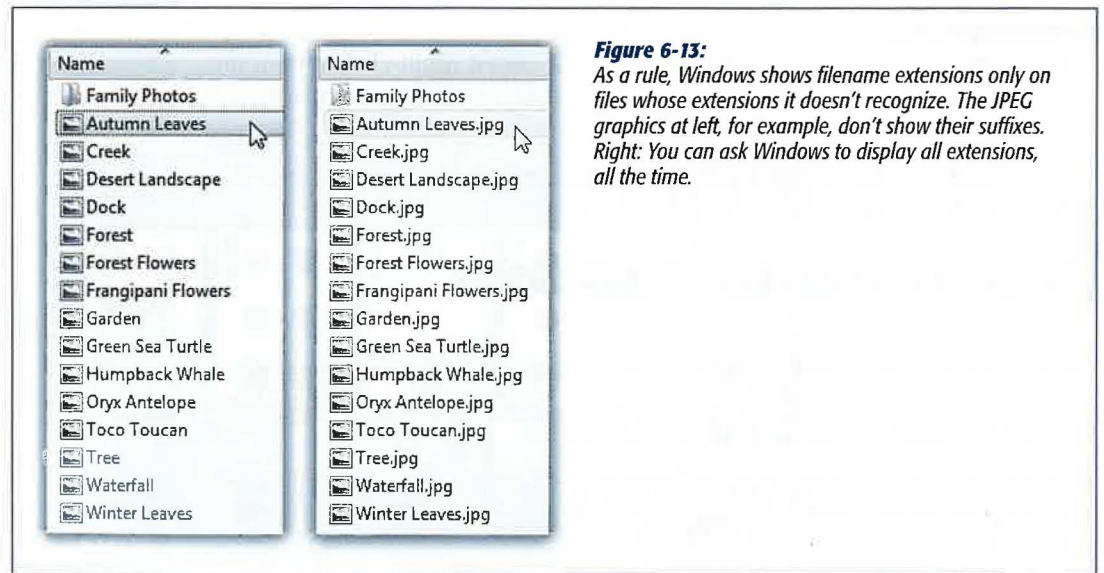 Name
Family Photos
Autumn Leaves
Creek
Desert Landscape
Dock
Forest
Forest Flowers
Frangipani Flowers
Garden
Green Sea Turtle
Humpback Whale
Oryx Antelope
Toco Toucan
Tree
Waterfall
Winter Leaves
Name
Family Photos
Autumn Leaves.jpg
Creek.jpg
Desert Landscape.jpg
Dock.jpg
Forest.jpg
Forest Flowers.jpg
Frangipani Flowers.jpg
Garden.jpg
Green Sea Turtle.jpg
Humpback Whale.jpg
Oryx Antelope.jpg
Toco Toucan.jpg
Tree.jpg
Waterfall.jpg
Winter Leaves.jpg
Figure 6-13:
As a rule, Windows shows filename extensions only on
files whose extensions it doesn't recognize. The JPEG
graphics at left, for example, don't show their suffixes.
Right: You can ask Windows to display all extensions,
all the time.